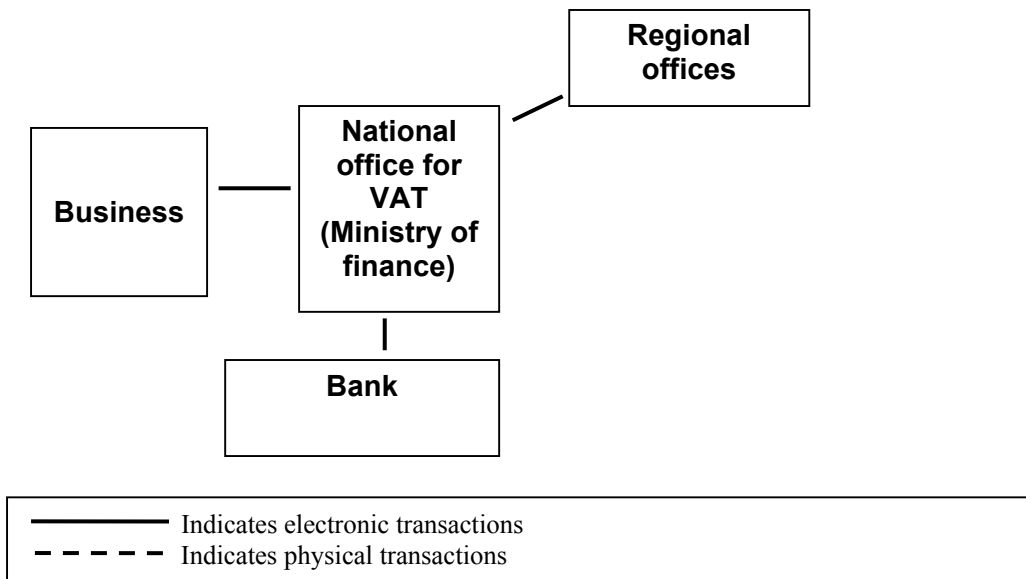 Regional
offices
National
office for
VAT
(Ministry of
finance)
Business
Bank
Indicates electronic transactions
Indicates physical transactions